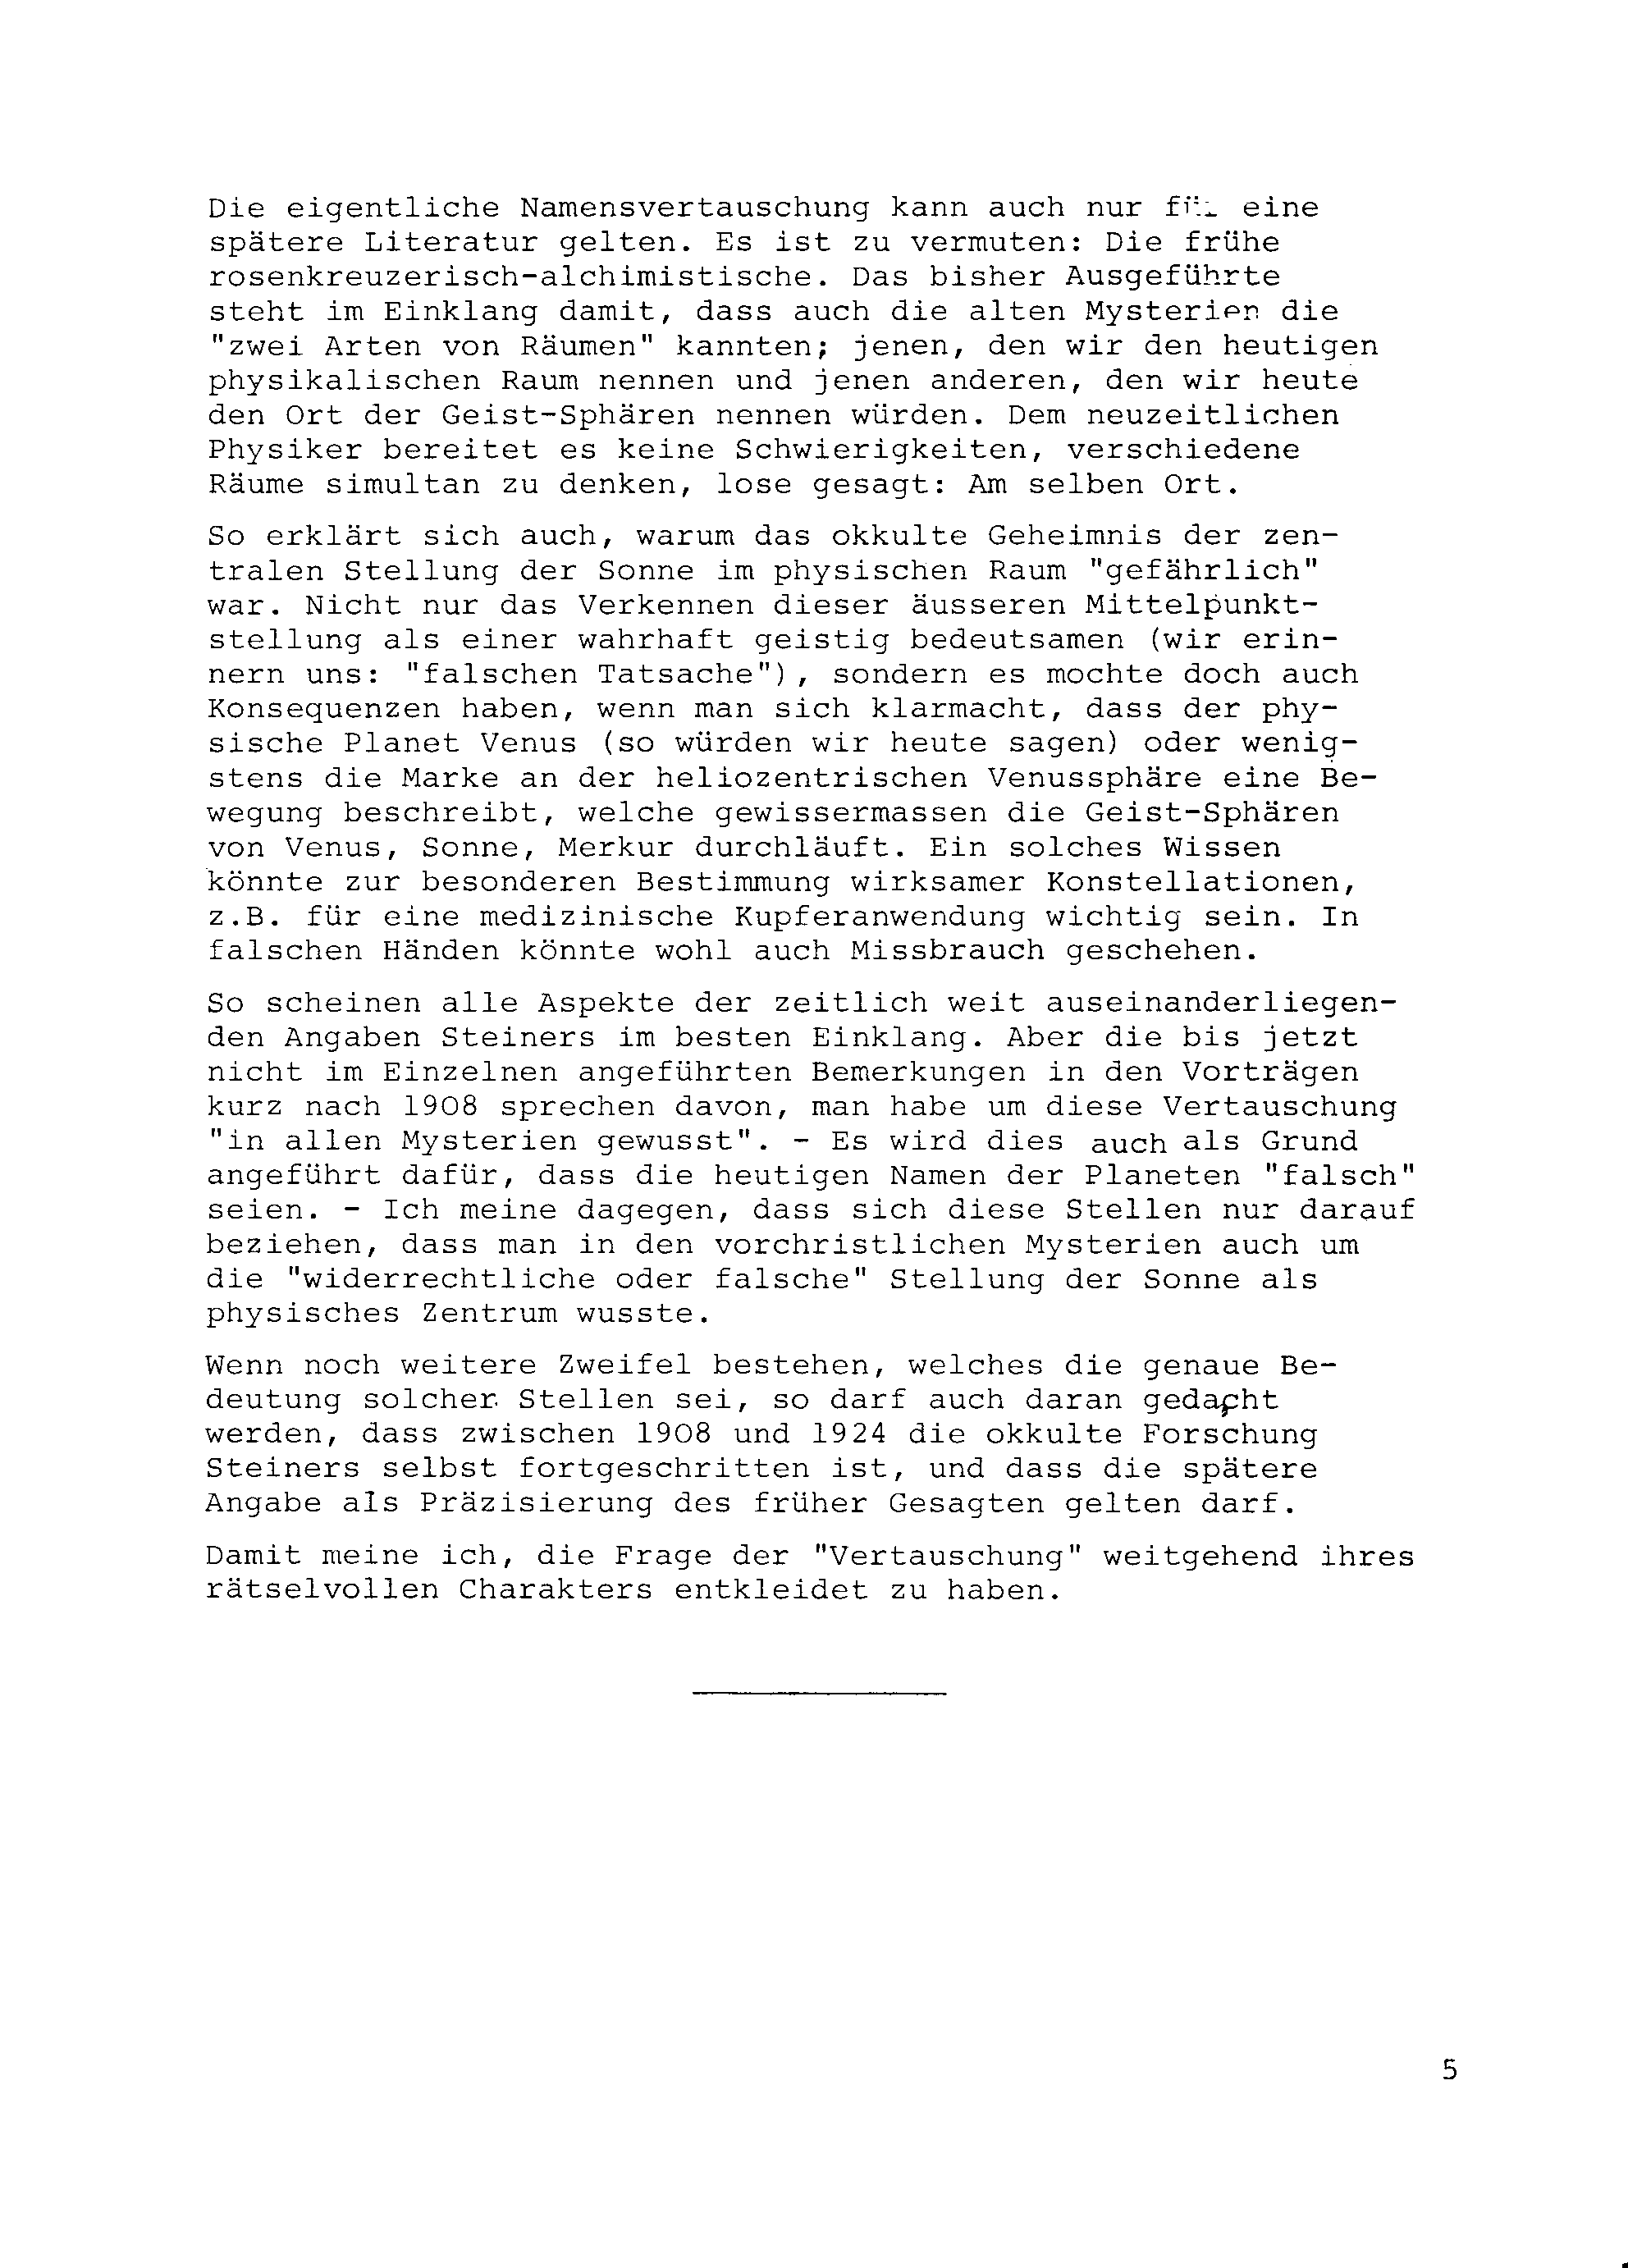 Die eigentliche Namensvertauschung kann auch nur für eine
spätere Literatur gelten. Es ist zu vermuten: Die frühe
rosenkreuzerisch-alchimistische. Das bisher Ausgeführte
steht im Einklang damit, dass auch die alten Mysterien die
"zwei Arten von Räumen" kannten; jenen, den wir den heutigen
physikalischen Raum nennen und jenen anderen, den wir heute
den Ort der Geist-Sphären nennen würden. Dem neuzeitlichen
Physiker bereitet es keine Schwierigkeiten, verschiedene
Räume simultan zu denken, lose gesagt: Am selben Ort.
So erklärt sich auch, warum das okkulte Geheimnis der zen-
tralen Stellung der Sonne im physischen Raum "gefährlich"
war. Nicht nur das Verkennen dieser äusseren Mittelpunkt-
stellung als einer wahrhaft geistig bedeutsamen (wir erin-
nern uns: "falschen Tatsache"), sondern es mochte doch auch
Konsequenzen haben, wenn man sich klarmacht, dass der phy-
sische Planet Venus (so würden wir heute sagen) oder wenig-
stens die Marke an der heliozentrischen Venussphäre eine Be-
wegung beschreibt, welche gewissermassen die Geist-Sphären
von Venus, Sonne, Merkur durchläuft. Ein solches Wissen
könnte zur besonderen Bestimmung wirksamer Konstellationen,
z.B. für eine medizinische Kupferanwendung wichtig sein. In
falschen Händen könnte wohl auch Missbrauch geschehen.
So scheinen alle Aspekte der zeitlich weit auseinanderliegen-
den Angaben Steiners im besten Einklang. Aber die bis jetzt
nicht im Einzelnen angeführten Bemerkungen in den Vorträgen
kurz nach 1908 sprechen davon, man habe um diese Vertauschung
"in allen Mysterien gewusst". - Es wird dies auch als Grund
angeführt dafür, dass die heutigen Namen der Planeten "falsch"
seien. - Ich meine dagegen, dass sich diese Stellen nur darauf
beziehen, dass man in den vorchristlichen Mysterien auch um
die "widerrechtliche oder falsche" Stellung der Sonne als
physisches Zentrum wusste.
Wenn noch weitere Zweifel bestehen, welches die genaue Be-
deutung solcher Stellen sei, so darf auch daran gedacht
werden, dass zwischen 1908 und 1924 die okkulte Forschung
Steiners selbst fortgeschritten ist, und dass die spätere
Angabe als Präzisierung des früher Gesagten gelten darf.
Damit meine ich, die Frage der "Vertauschung" weitgehend ihres
rätselvollen Charakters entkleidet zu haben.
5